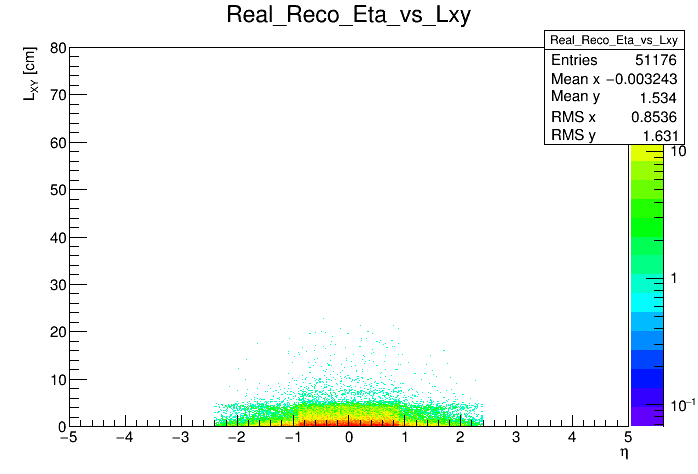 Real_Reco_Eta_vs_Lxy
Real_Reco_Eta_vs_Lxy
Entries 51176
Mean x −0.003243
Mean y 1.534
RMS x 0.8536
RMS y 1.631
L_XY [cm]
80
70
60
50
40
30
20
10
0
−5 −4 −3 −2 −1 0 1 2 3 4 5
η
10
1
10⁻¹